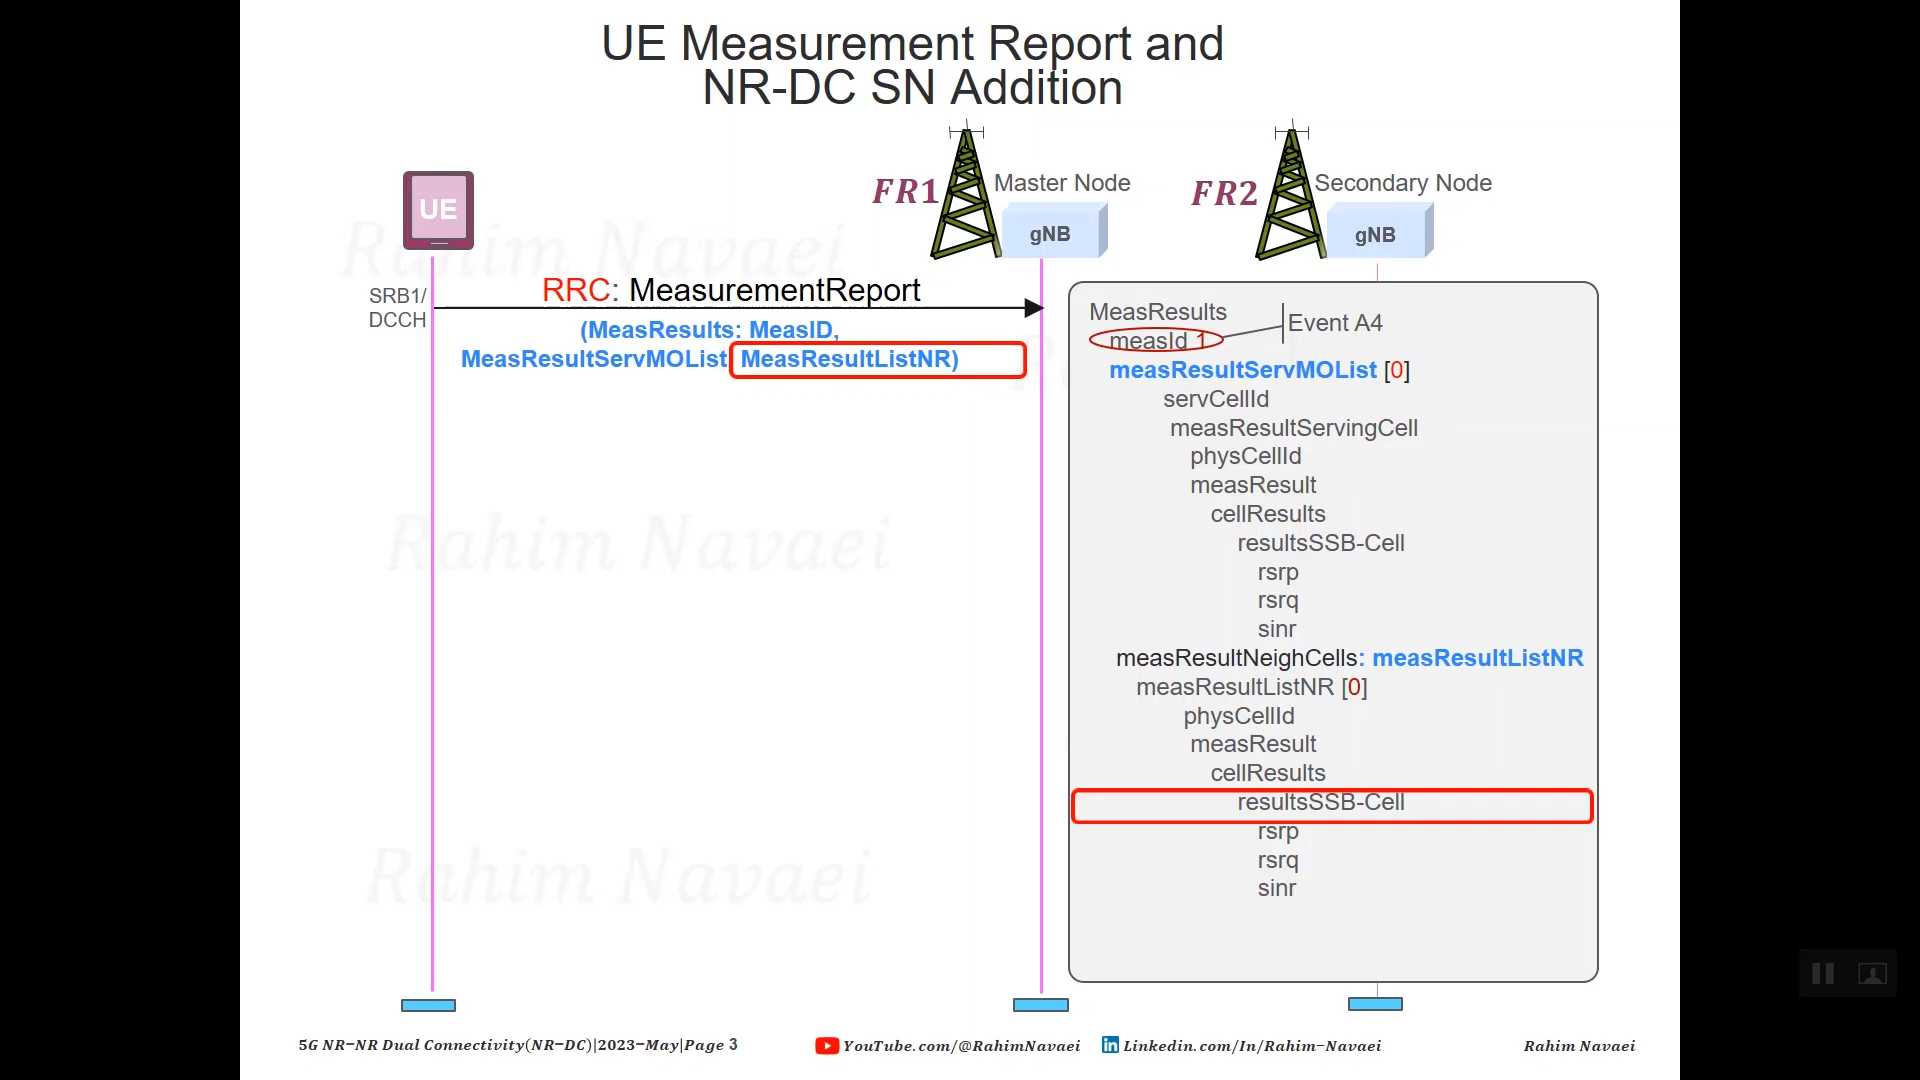 UE Measurement Report and
NR-DC SN Addition
UE
FR1
Master Node
gNB
FR2
Secondary Node
gNB
SRB1/
DCCH
RRC: MeasurementReport
(MeasResults: MeasID,
MeasResultServMOList MeasResultListNR)
MeasResults
measId 1
Event A4
measResultServMOList [0]
servCellId
measResultServingCell
physCellId
measResult
cellResults
resultsSSB-Cell
rsrp
rsrq
sinr
measResultNeighCells: measResultListNR
measResultListNR [0]
physCellId
measResult
cellResults
resultsSSB-Cell
rsrp
rsrq
sinr
Rahim Navaei
Rahim Navaei
Rahim Navaei
5G NR-NR Dual Connectivity(NR-DC)|2023-May|Page 3
YouTube.com/@RahimNavaei
in Linkedin.com/In/Rahim-Navaei
Rahim Navaei